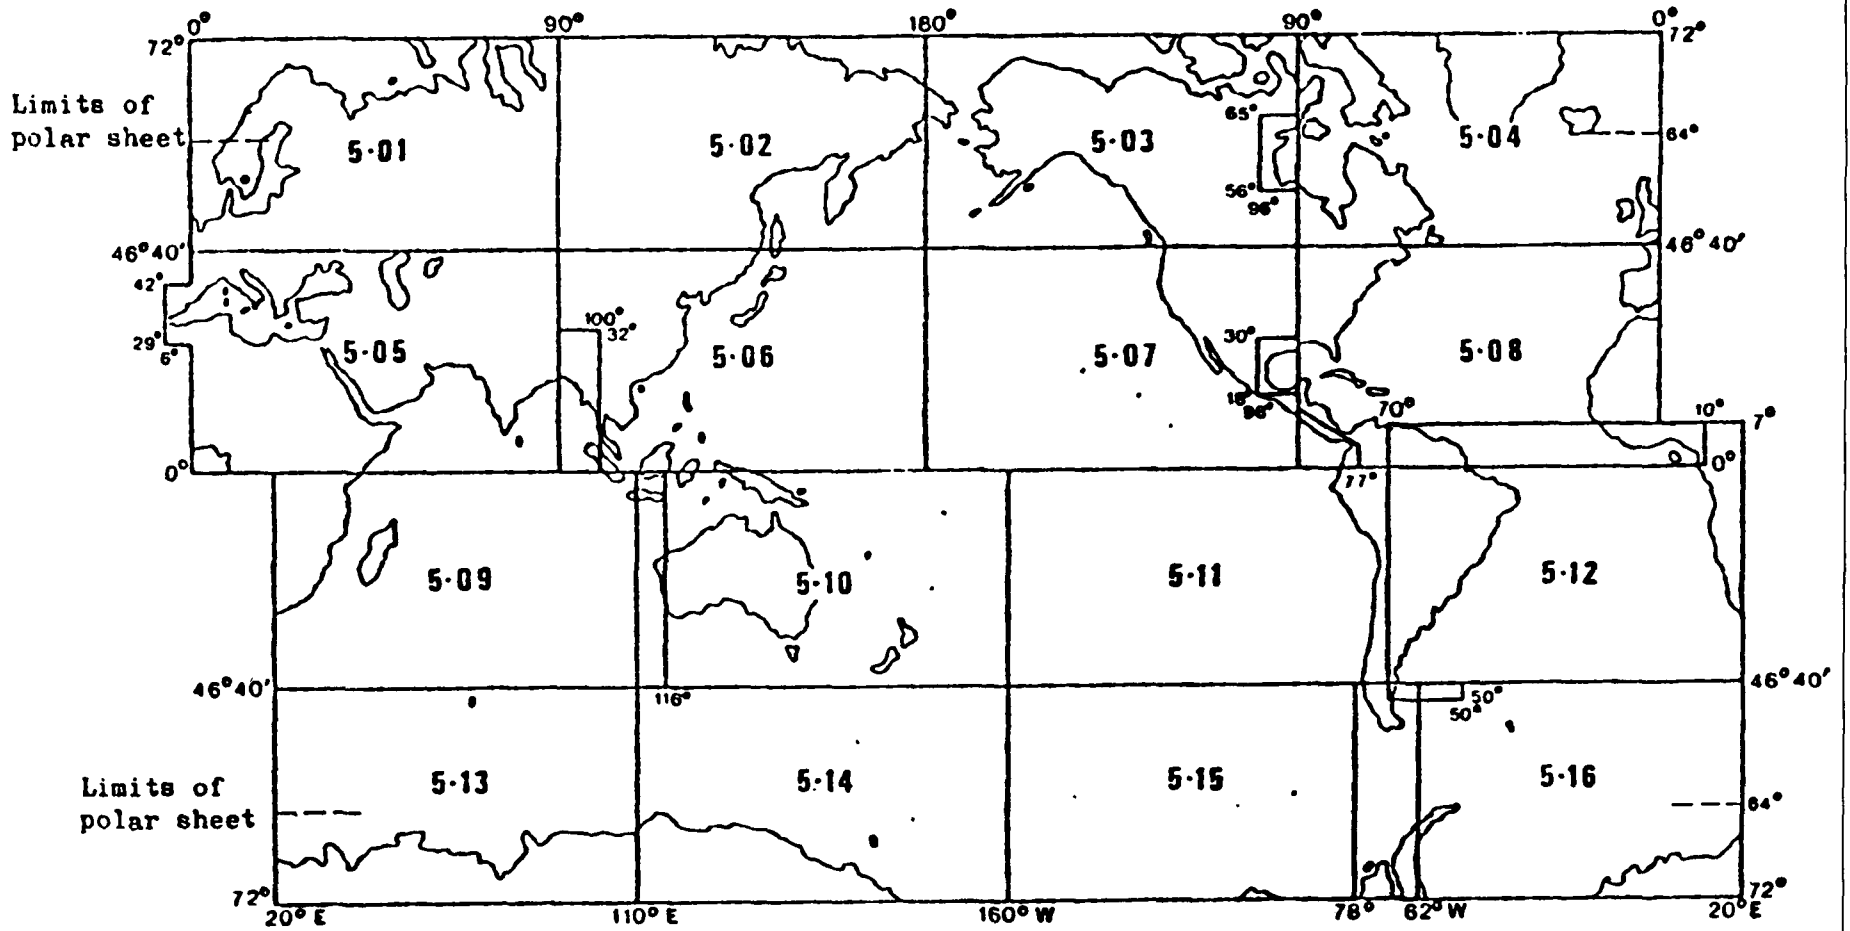 0° 90° 180° 90° 0°
72° 72°
Limits of
polar sheet
65°
5·01 5·02 5·03 5·04 64°
56°
96°
46°40' 46°40'
42°
100°
32°
30°
29°
6°
5·05 5·06 5·07 5·08
18°
96°
70° 10° 7°
0° 0°
77°
5·09 5·10 5·11 5·12
46°40' 46°40'
116° 50°
50°
5·13 5·14 5·15 5·16
Limits of
polar sheet
64°
72° 72°
20°E 110°E 160°W 78° 62°W 20°E